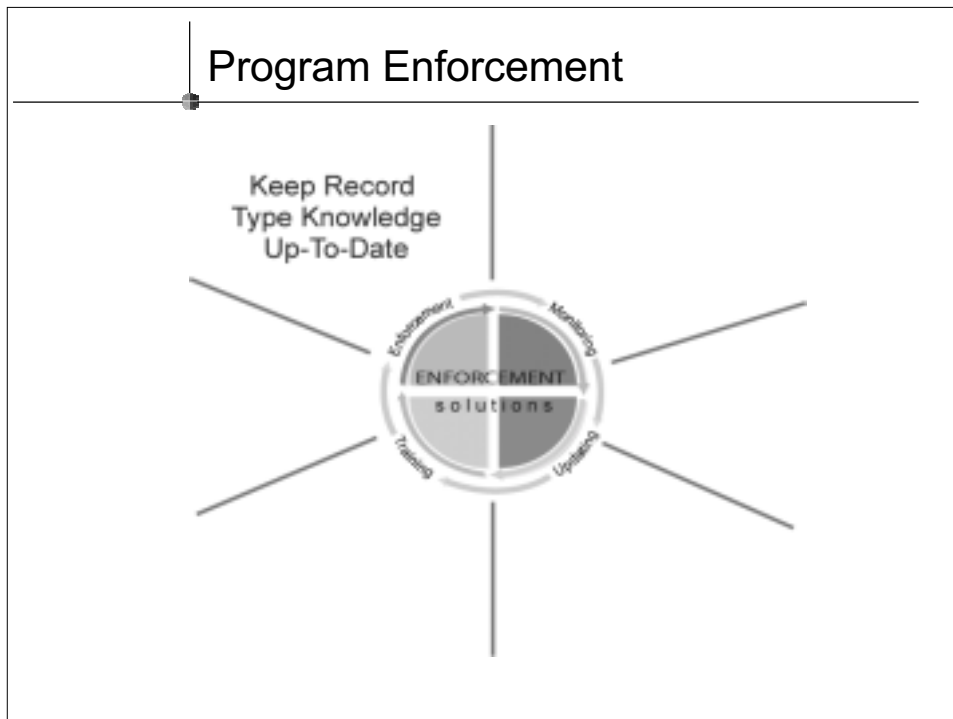 Program Enforcement
Keep Record
Type Knowledge
Up-To-Date
Enforcement
Monitoring
ENFORCEMENT
solutions
Training
Updating